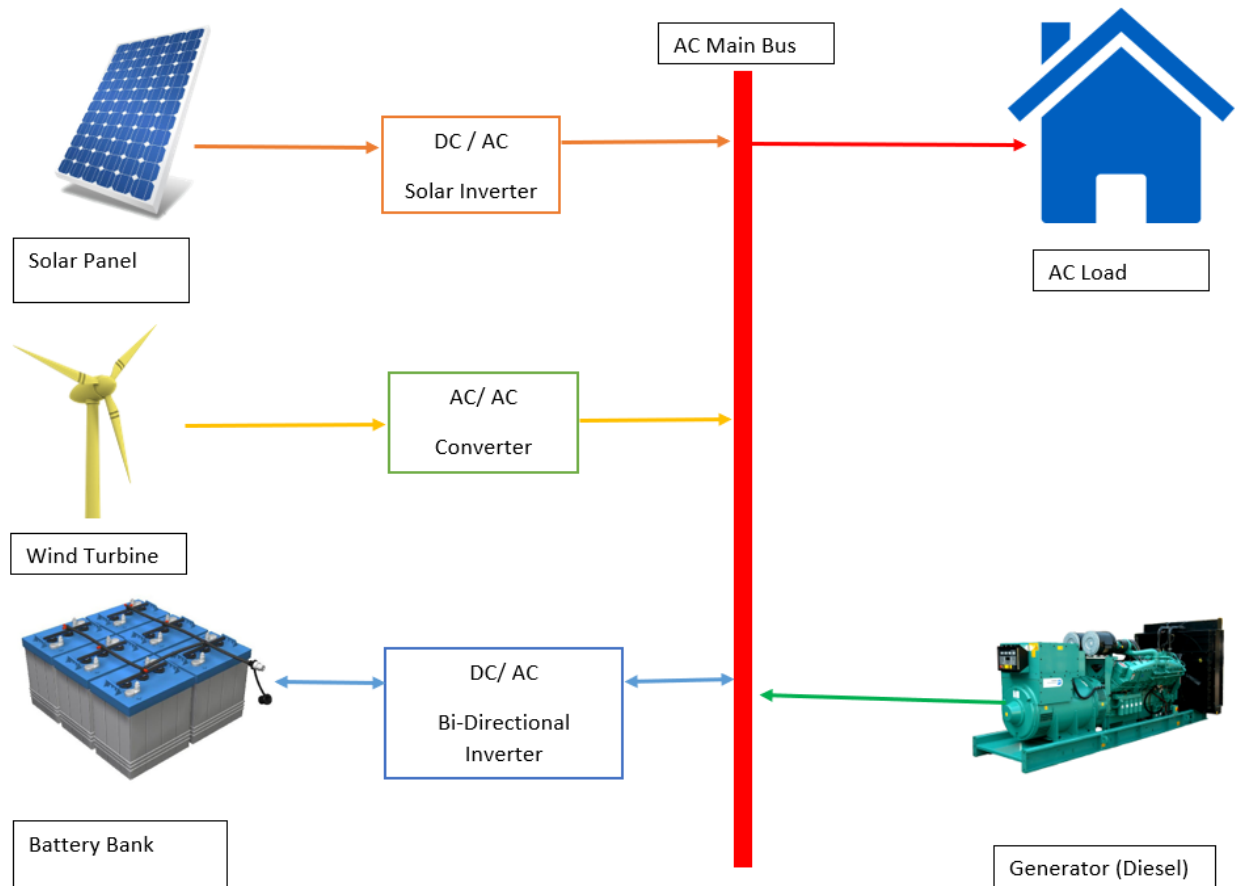 AC Main Bus
DC / AC
Solar Inverter
Solar Panel
AC Load
AC/ AC
Converter
Wind Turbine
DC/ AC
Bi-Directional
Inverter
Battery Bank
Generator (Diesel)